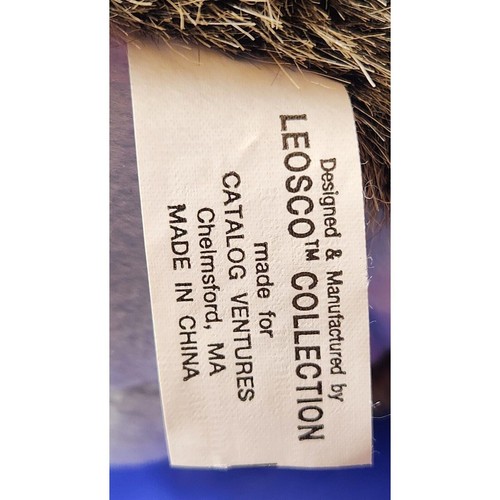 Designed & Manufactured by
LEOSCO™ COLLECTION
made for
CATALOG VENTURES
Chelmsford, MA
MADE IN CHINA